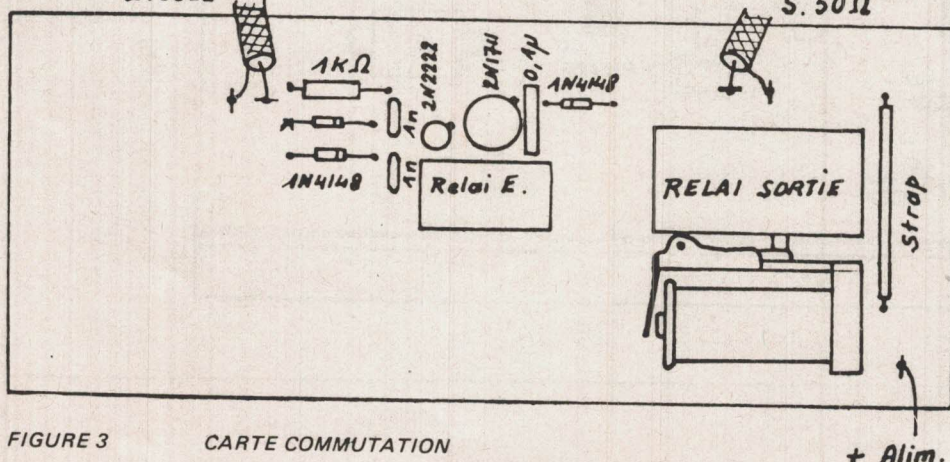 S. 50Ω
1KΩ
2N2222
2N1711
0,1µ
1N4148
1n
1N4148
1n
Relai E.
RELAI SORTIE
Strap
+ Alim.
FIGURE 3 CARTE COMMUTATION